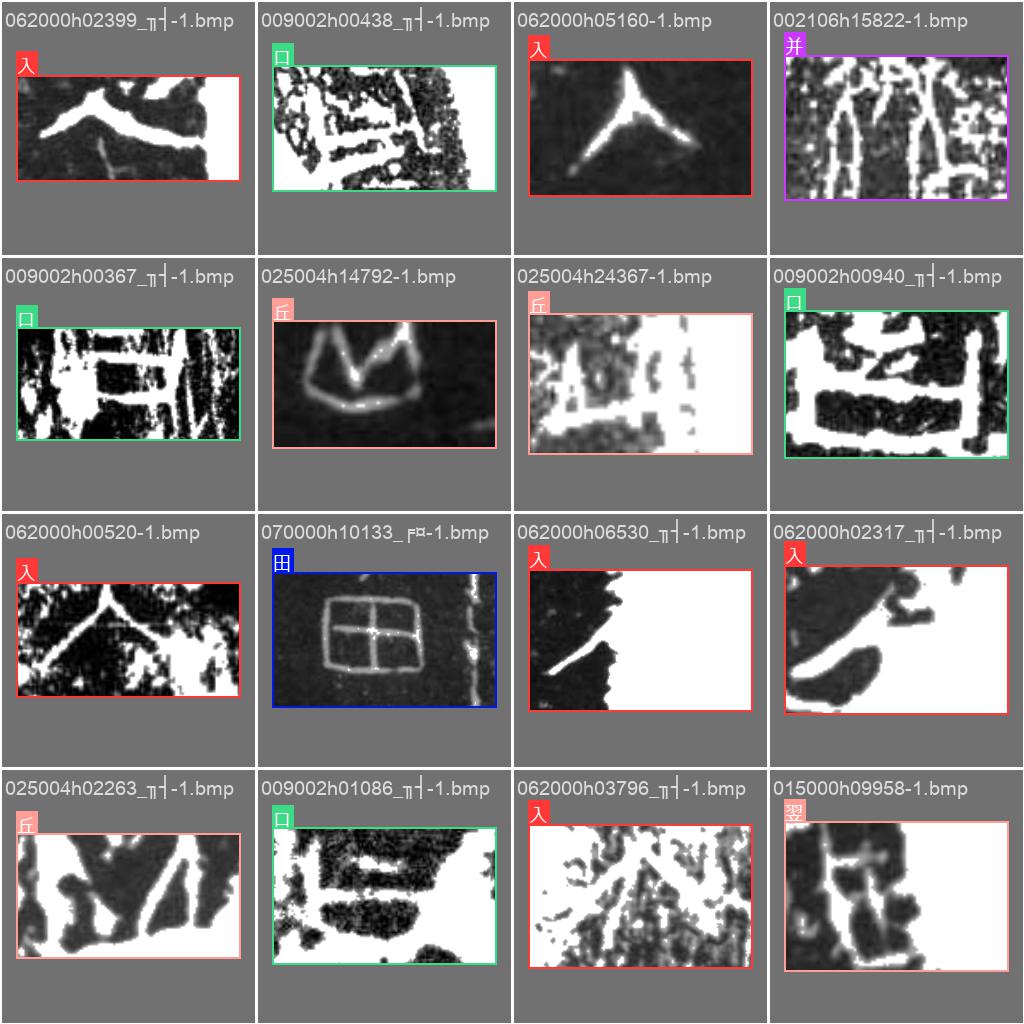 062000h02399_╖┤-1.bmp 009002h00438_╖┤-1.bmp 062000h05160-1.bmp 002106h15822-1.bmp
入 口 入 并
009002h00367_╖┤-1.bmp 025004h14792-1.bmp 025004h24367-1.bmp 009002h00940_╖┤-1.bmp
口 丘 丘 口
062000h00520-1.bmp 070000h10133_╒¤-1.bmp 062000h06530_╖┤-1.bmp 062000h02317_╖┤-1.bmp
入 田 入 入
025004h02263_╖┤-1.bmp 009002h01086_╖┤-1.bmp 062000h03796_╖┤-1.bmp 015000h09958-1.bmp
丘 口 入 翌